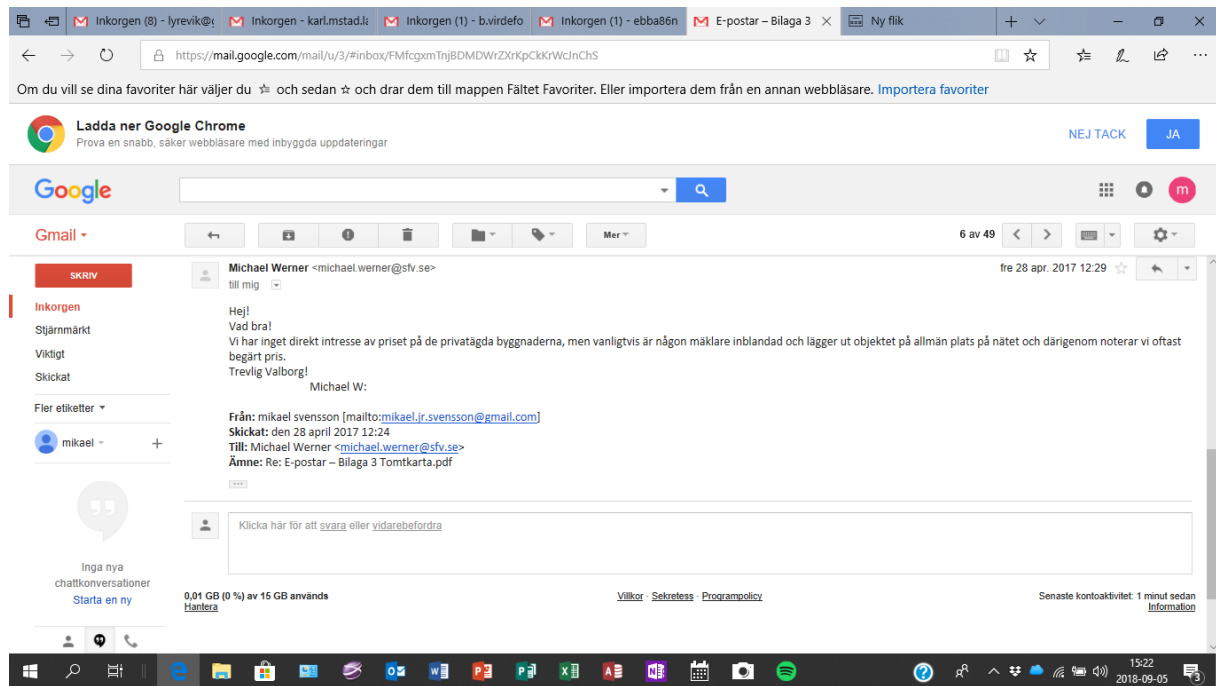 Inkorgen (8) - lyrevik@g
Inkorgen - karl.mstad.la
Inkorgen (1) - b.virdefo
Inkorgen (1) - ebba86n
E-postar – Bilaga 3
Ny flik
https://mail.google.com/mail/u/3/#inbox/FMfcgxmTnjBDMDWrZXrKpCkKrWcJnChS
Om du vill se dina favoriter här väljer du och sedan och drar dem till mappen Fältet Favoriter. Eller importera dem från en annan webbläsare. Importera favoriter
Ladda ner Google Chrome
Prova en snabb, säker webbläsare med inbyggda uppdateringar
NEJ TACK
JA
Google
m
Gmail
Mer
6 av 49
SKRIV
Inkorgen
Stjärnmärkt
Viktigt
Skickat
Fler etiketter
mikael
+
Inga nya
chattkonversationer
Starta en ny
Michael Werner <michael.werner@sfv.se>
fre 28 apr. 2017 12:29
till mig
Hej!
Vad bra!
Vi har inget direkt intresse av priset på de privatägda byggnaderna, men vanligtvis är någon mäklare inblandad och lägger ut objektet på allmän plats på nätet och därigenom noterar vi oftast
begärt pris.
Trevlig Valborg!
Michael W:
Från: mikael svensson [mailto:mikael.jr.svensson@gmail.com]
Skickat: den 28 april 2017 12:24
Till: Michael Werner <michael.werner@sfv.se>
Ämne: Re: E-postar – Bilaga 3 Tomtkarta.pdf
Klicka här för att svara eller vidarebefordra
0,01 GB (0 %) av 15 GB används
Hantera
Villkor · Sekretess · Programpolicy
Senaste kontoaktivitet: 1 minut sedan
Information
15:22
2018-09-05